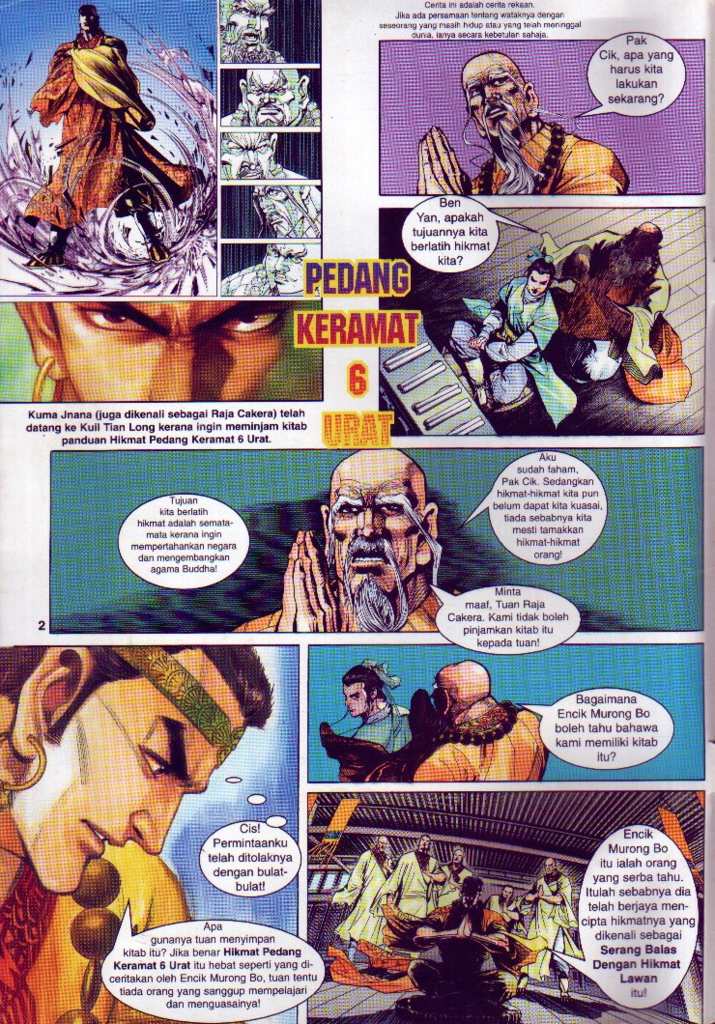 Cerita ini adalah cerita rekaan.
Jika ada persamaan tentang wataknya dengan
seseorang yang masih hidup atau yang telah meninggal
dunia, ianya secara kebetulan sahaja.
Pak
Cik, apa yang
harus kita
lakukan
sekarang?
Ben
Yan, apakah
tujuannya kita
berlatih hikmat
kita?
PEDANG
KERAMAT
6
URAT
Kuma Jnana (juga dikenali sebagai Raja Cakera) telah
datang ke Kuil Tian Long kerana ingin meminjam kitab
panduan Hikmat Pedang Keramat 6 Urat.
Tujuan
kita berlatih
hikmat adalah semata-
mata kerana ingin
mempertahankan negara
dan mengembangkan
agama Buddha!
Aku
sudah faham,
Pak Cik. Sedangkan
hikmat-hikmat kita pun
belum dapat kita kuasai,
tiada sebabnya kita
mesti tamakkan
hikmat-hikmat
orang!
Minta
maaf, Tuan Raja
Cakera. Kami tidak boleh
pinjamkan kitab itu
kepada tuan!
2
Cis!
Permintaanku
telah ditolaknya
dengan bulat-
bulat!
Apa
gunanya tuan menyimpan
kitab itu? Jika benar Hikmat Pedang
Keramat 6 Urat itu hebat seperti yang di-
ceritakan oleh Encik Murong Bo, tuan tentu
tiada orang yang sanggup mempelajari
dan menguasainya!
Bagaimana
Encik Murong Bo
boleh tahu bahawa
kami memiliki kitab
itu?
Encik
Murong Bo
itu ialah orang
yang serba tahu.
Itulah sebabnya dia
telah berjaya men-
cipta hikmatnya yang
dikenali sebagai
Serang Balas
Dengan Hikmat
Lawan
itu!